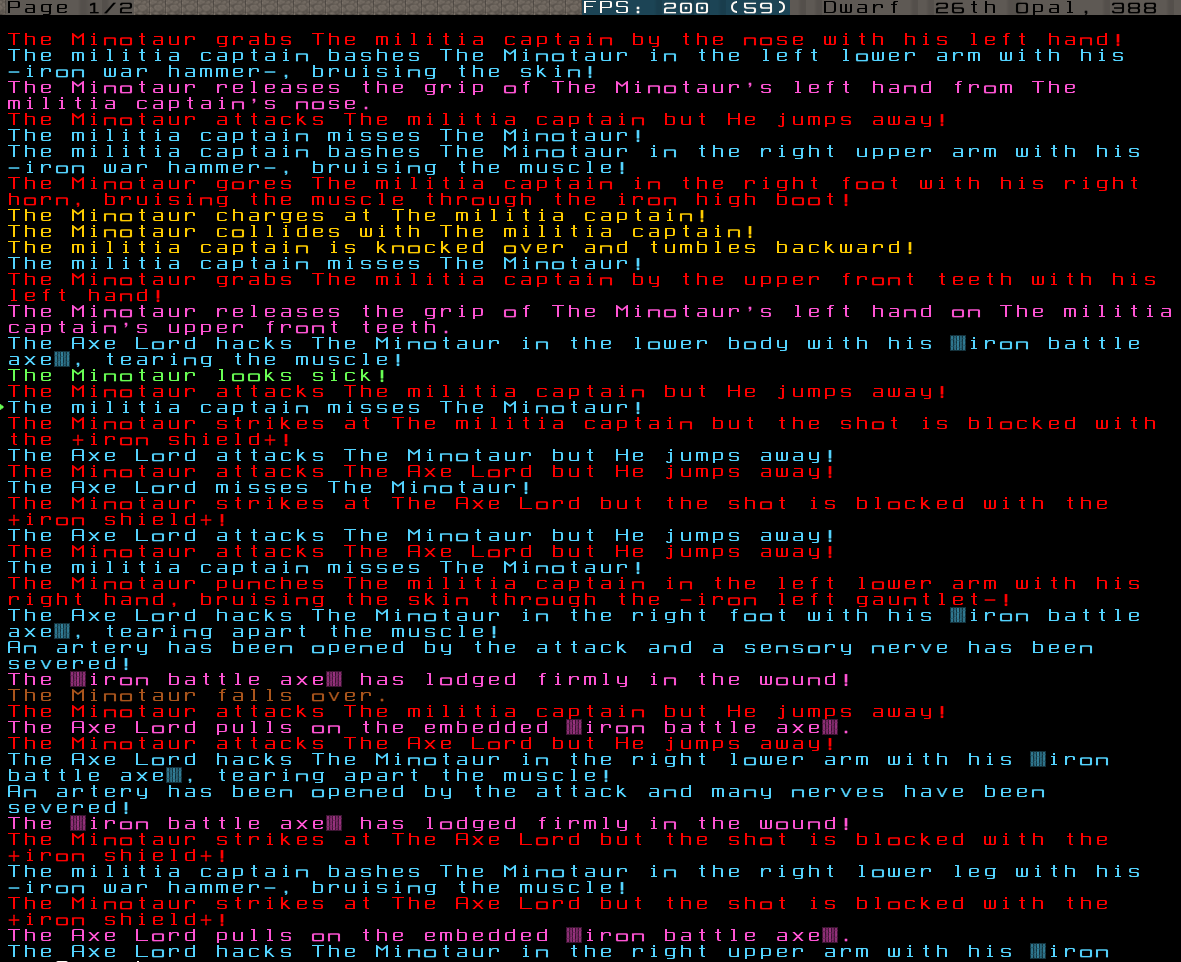 Page 1/2 FPS: 200 (59) Dwarf 26th Opal, 388
The Minotaur grabs The militia captain by the nose with his left hand!
The militia captain bashes The Minotaur in the left lower arm with his
-iron war hammer-, bruising the skin!
The Minotaur releases the grip of The Minotaur's left hand from The
militia captain's nose.
The Minotaur attacks The militia captain but He jumps away!
The militia captain misses The Minotaur!
The militia captain bashes The Minotaur in the right upper arm with his
-iron war hammer-, bruising the muscle!
The Minotaur gores The militia captain in the right foot with his right
horn, bruising the muscle through the iron high boot!
The Minotaur charges at The militia captain!
The Minotaur collides with The militia captain!
The militia captain is knocked over and tumbles backward!
The militia captain misses The Minotaur!
The Minotaur grabs The militia captain by the upper front teeth with his
left hand!
The Minotaur releases the grip of The Minotaur's left hand on The militia
captain's upper front teeth.
The Axe Lord hacks The Minotaur in the lower body with his ▓iron battle
axe▓, tearing the muscle!
The Minotaur looks sick!
The Minotaur attacks The militia captain but He jumps away!
The militia captain misses The Minotaur!
The Minotaur strikes at The militia captain but the shot is blocked with
the +iron shield+!
The Axe Lord attacks The Minotaur but He jumps away!
The Minotaur attacks The Axe Lord but He jumps away!
The Axe Lord misses The Minotaur!
The Minotaur strikes at The Axe Lord but the shot is blocked with the
+iron shield+!
The Axe Lord attacks The Minotaur but He jumps away!
The Minotaur attacks The Axe Lord but He jumps away!
The militia captain misses The Minotaur!
The Minotaur punches The militia captain in the left lower arm with his
right hand, bruising the skin through the -iron left gauntlet-!
The Axe Lord hacks The Minotaur in the right foot with his ▓iron battle
axe▓, tearing apart the muscle!
An artery has been opened by the attack and a sensory nerve has been
severed!
The ▓iron battle axe▓ has lodged firmly in the wound!
The Minotaur falls over.
The Minotaur attacks The militia captain but He jumps away!
The Axe Lord pulls on the embedded ▓iron battle axe▓.
The Minotaur attacks The Axe Lord but He jumps away!
The Axe Lord hacks The Minotaur in the right lower arm with his ▓iron
battle axe▓, tearing apart the muscle!
An artery has been opened by the attack and many nerves have been
severed!
The ▓iron battle axe▓ has lodged firmly in the wound!
The Minotaur strikes at The Axe Lord but the shot is blocked with the
+iron shield+!
The militia captain bashes The Minotaur in the right lower leg with his
-iron war hammer-, bruising the muscle!
The Minotaur strikes at The Axe Lord but the shot is blocked with the
+iron shield+!
The Axe Lord pulls on the embedded ▓iron battle axe▓.
The Axe Lord hacks The Minotaur in the right upper arm with his ▓iron